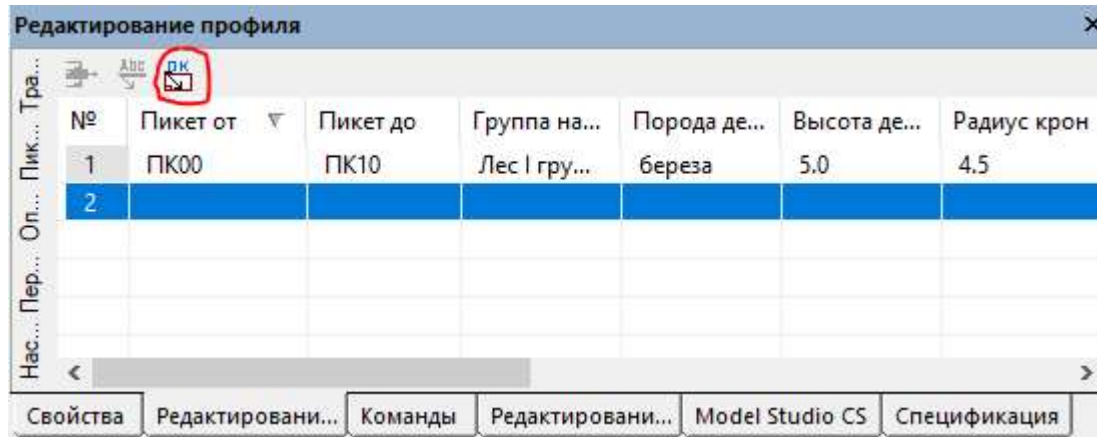 Редактирование профиля
Abc
ПК
Тра...
Пик...
Оп...
Пер...
Нас...
№ Пикет от Пикет до Группа на... Порода де... Высота де... Радиус крон
1 ПК00 ПК10 Лес I гру... береза 5.0 4.5
2
Свойства Редактировани... Команды Редактировани... Model Studio CS Спецификация